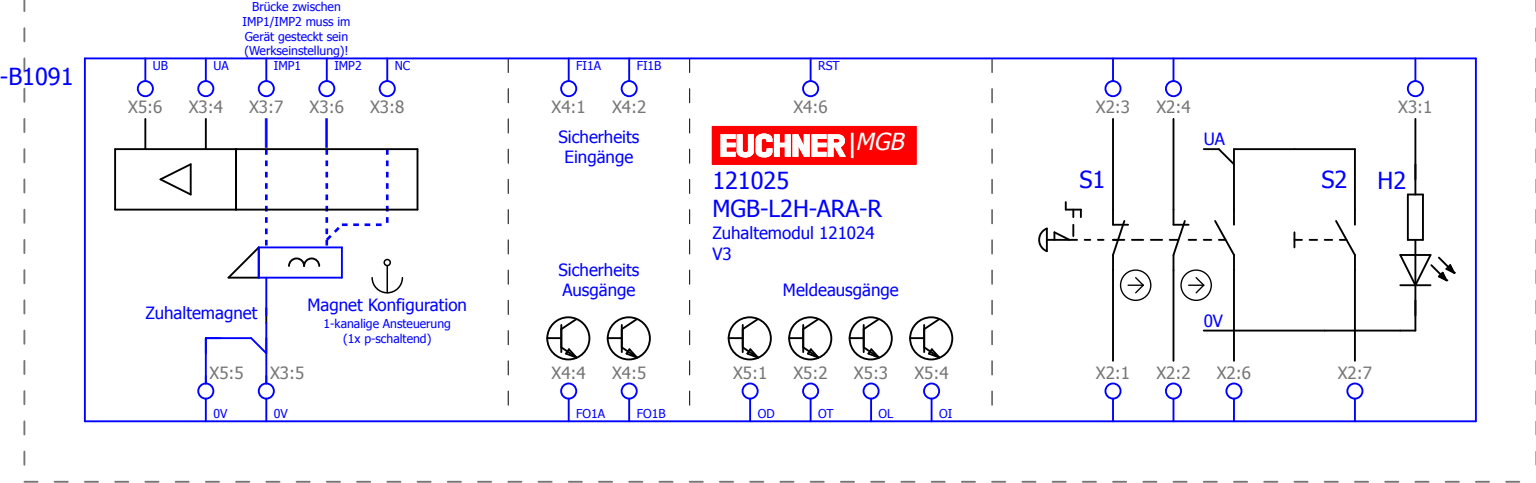 Brücke zwischen
IMP1/IMP2 muss im
Gerät gesteckt sein
(Werkseinstellung)!
-B1091
UB UA IMP1 IMP2 NC FI1A FI1B RST
X5:6 X3:4 X3:7 X3:6 X3:8 X4:1 X4:2 X4:6 X2:3 X2:4 X3:1
Sicherheits
Eingänge
EUCHNER MGB
121025
MGB-L2H-ARA-R
Zuhaltemodul 121024
V3
UA
S1 S2 H2
Sicherheits
Ausgänge
Meldeausgänge
Zuhaltemagnet
Magnet Konfiguration
1-kanalige Ansteuerung
(1x p-schaltend)
0V
X5:5 X3:5 X4:4 X4:5 X5:1 X5:2 X5:3 X5:4 X2:1 X2:2 X2:6 X2:7
0V 0V FO1A FO1B OD OT OL OI